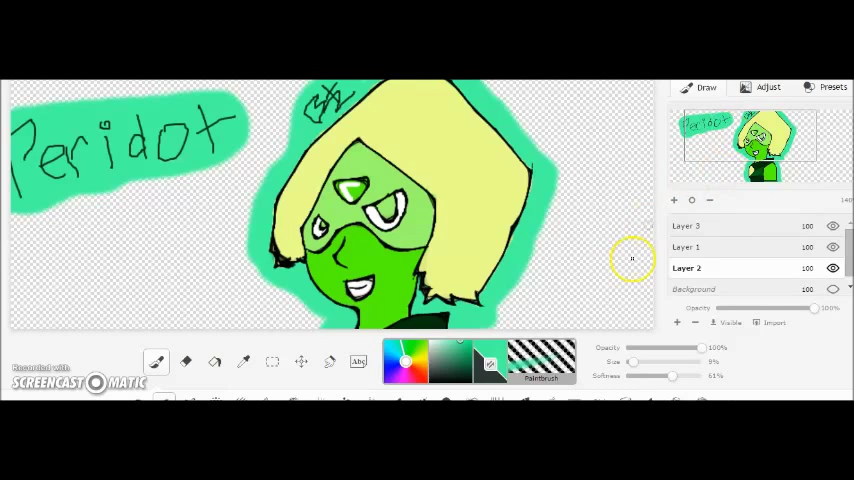 Peridot
Draw Adjust Presets
Layer 3 100
Layer 1 100
Layer 2 100
Background 100
Opacity 100%
+ - Visible Import
Abc
Paintbrush
Opacity 100%
Size 9%
Softness 61%
Recorded with
SCREENCAST MATIC